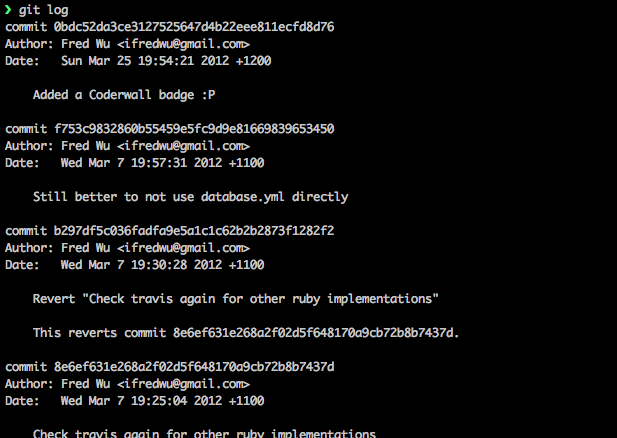 ❯ git log
commit 0bdc52da3ce3127525647d4b22eee811ecfd8d76
Author: Fred Wu <ifredwu@gmail.com>
Date:   Sun Mar 25 19:54:21 2012 +1200

    Added a Coderwall badge :P

commit f753c9832860b55459e5fc9d9e81669839653450
Author: Fred Wu <ifredwu@gmail.com>
Date:   Wed Mar 7 19:57:31 2012 +1100

    Still better to not use database.yml directly

commit b297df5c036fadfa9e5a1c1c62b2b2873f1282f2
Author: Fred Wu <ifredwu@gmail.com>
Date:   Wed Mar 7 19:30:28 2012 +1100

    Revert "Check travis again for other ruby implementations"

    This reverts commit 8e6ef631e268a2f02d5f648170a9cb72b8b7437d.

commit 8e6ef631e268a2f02d5f648170a9cb72b8b7437d
Author: Fred Wu <ifredwu@gmail.com>
Date:   Wed Mar 7 19:25:04 2012 +1100

    Check travis again for other ruby implementations